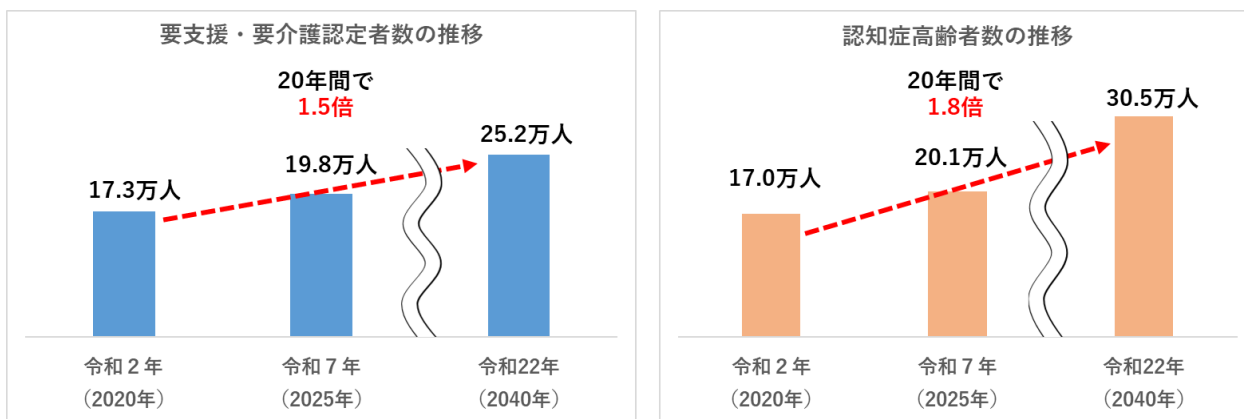 要支援・要介護認定者数の推移
20年間で
1.5倍
17.3万人
19.8万人
25.2万人
令和２年
（2020年）
令和７年
（2025年）
令和22年
（2040年）
認知症高齢者数の推移
20年間で
1.8倍
17.0万人
20.1万人
30.5万人
令和２年
（2020年）
令和７年
（2025年）
令和22年
（2040年）